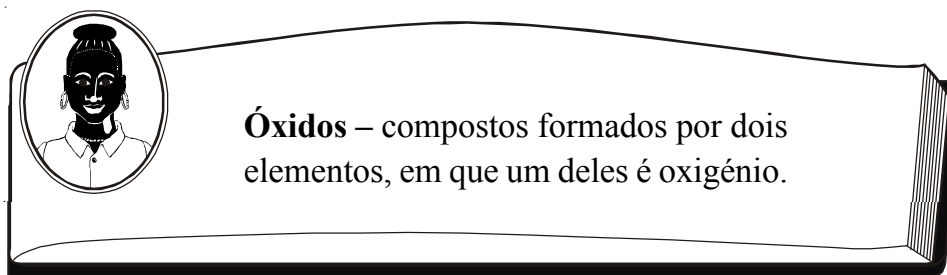 Óxidos – compostos formados por dois
elementos, em que um deles é oxigénio.